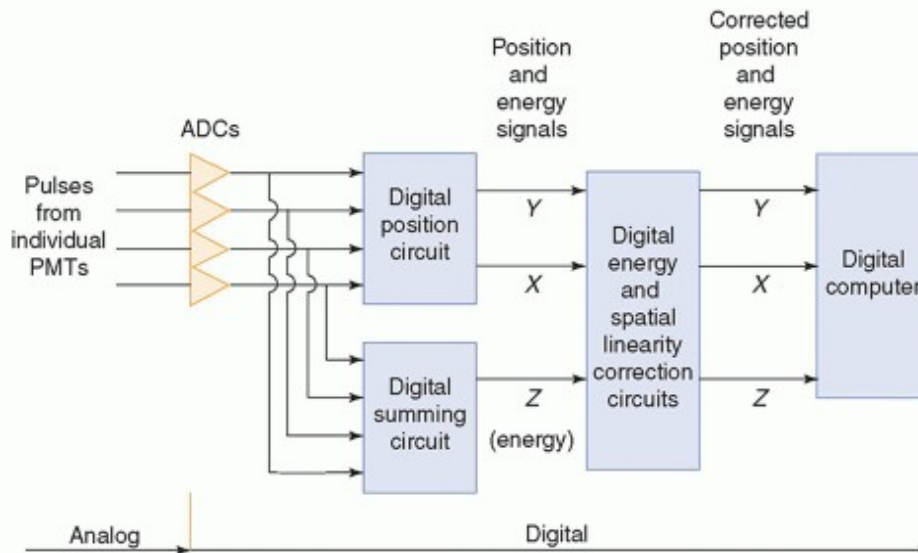 Position
and
energy
signals
Corrected
position
and
energy
signals
ADCs
Pulses
from
individual
PMTs
Digital
position
circuit
Y
X
Digital
summing
circuit
Z
(energy)
Digital
energy
and
spatial
linearity
correction
circuits
Y
X
Z
Digital
computer
Analog
Digital